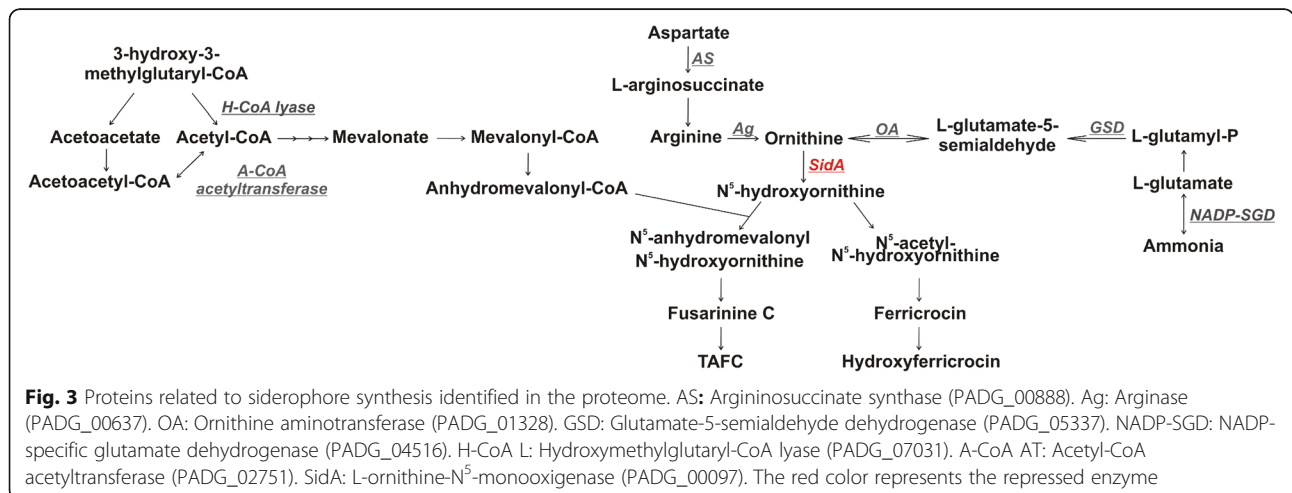 3-hydroxy-3-
methylglutaryl-CoA
H-CoA lyase
Acetoacetate
Acetyl-CoA
Mevalonate
Mevalonyl-CoA
Acetoacetyl-CoA
A-CoA
acetyltransferase
Anhydromevalonyl-CoA
Aspartate
AS
L-arginosuccinate
Arginine
Ag
Ornithine
OA
L-glutamate-5-
semialdehyde
GSD
L-glutamyl-P
L-glutamate
NADP-SGD
Ammonia
SidA
N⁵-hydroxyornithine
N⁵-anhydromevalonyl
N⁵-hydroxyornithine
N⁵-acetyl-
N⁵-hydroxyornithine
Fusarinine C
Ferricrocin
TAFC
Hydroxyferricrocin
Fig. 3 Proteins related to siderophore synthesis identified in the proteome. AS: Argininosuccinate synthase (PADG_00888). Ag: Arginase
(PADG_00637). OA: Ornithine aminotransferase (PADG_01328). GSD: Glutamate-5-semialdehyde dehydrogenase (PADG_05337). NADP-SGD: NADP-
specific glutamate dehydrogenase (PADG_04516). H-CoA L: Hydroxymethylglutaryl-CoA lyase (PADG_07031). A-CoA AT: Acetyl-CoA
acetyltransferase (PADG_02751). SidA: L-ornithine-N⁵-monooxigenase (PADG_00097). The red color represents the repressed enzyme